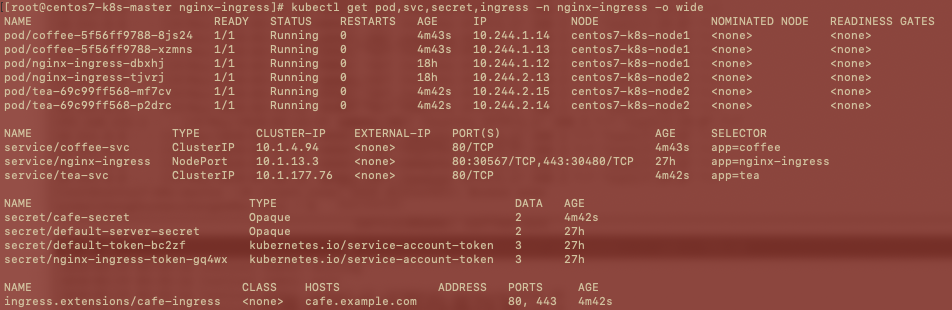 [root@centos7-k8s-master nginx-ingress]# kubectl get pod,svc,secret,ingress -n nginx-ingress -o wide
NAME READY STATUS RESTARTS AGE IP NODE NOMINATED NODE READINESS GATES
pod/coffee-5f56ff9788-8js24 1/1 Running 0 4m43s 10.244.1.14 centos7-k8s-node1 <none> <none>
pod/coffee-5f56ff9788-xzmns 1/1 Running 0 4m43s 10.244.1.13 centos7-k8s-node1 <none> <none>
pod/nginx-ingress-dbxhj 1/1 Running 0 18h 10.244.1.12 centos7-k8s-node1 <none> <none>
pod/nginx-ingress-tjvrj 1/1 Running 0 18h 10.244.2.13 centos7-k8s-node2 <none> <none>
pod/tea-69c99ff568-mf7cv 1/1 Running 0 4m42s 10.244.2.15 centos7-k8s-node2 <none> <none>
pod/tea-69c99ff568-p2drc 1/1 Running 0 4m42s 10.244.2.14 centos7-k8s-node2 <none> <none>
NAME TYPE CLUSTER-IP EXTERNAL-IP PORT(S) AGE SELECTOR
service/coffee-svc ClusterIP 10.1.4.94 <none> 80/TCP 4m43s app=coffee
service/nginx-ingress NodePort 10.1.13.3 <none> 80:30567/TCP,443:30480/TCP 27h app=nginx-ingress
service/tea-svc ClusterIP 10.1.177.76 <none> 80/TCP 4m42s app=tea
NAME TYPE DATA AGE
secret/cafe-secret Opaque 2 4m42s
secret/default-server-secret Opaque 2 27h
secret/default-token-bc2zf kubernetes.io/service-account-token 3 27h
secret/nginx-ingress-token-gq4wx kubernetes.io/service-account-token 3 27h
NAME CLASS HOSTS ADDRESS PORTS AGE
ingress.extensions/cafe-ingress <none> cafe.example.com 80, 443 4m42s